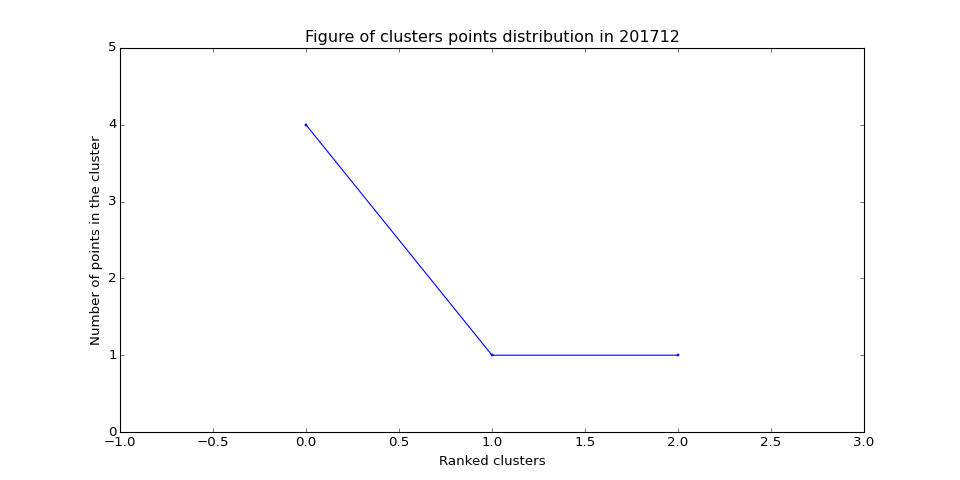 Figure of clusters points distribution in 201712
5
4
3
2
1
0
Number of points in the cluster
−1.0 −0.5 0.0 0.5 1.0 1.5 2.0 2.5 3.0
Ranked clusters